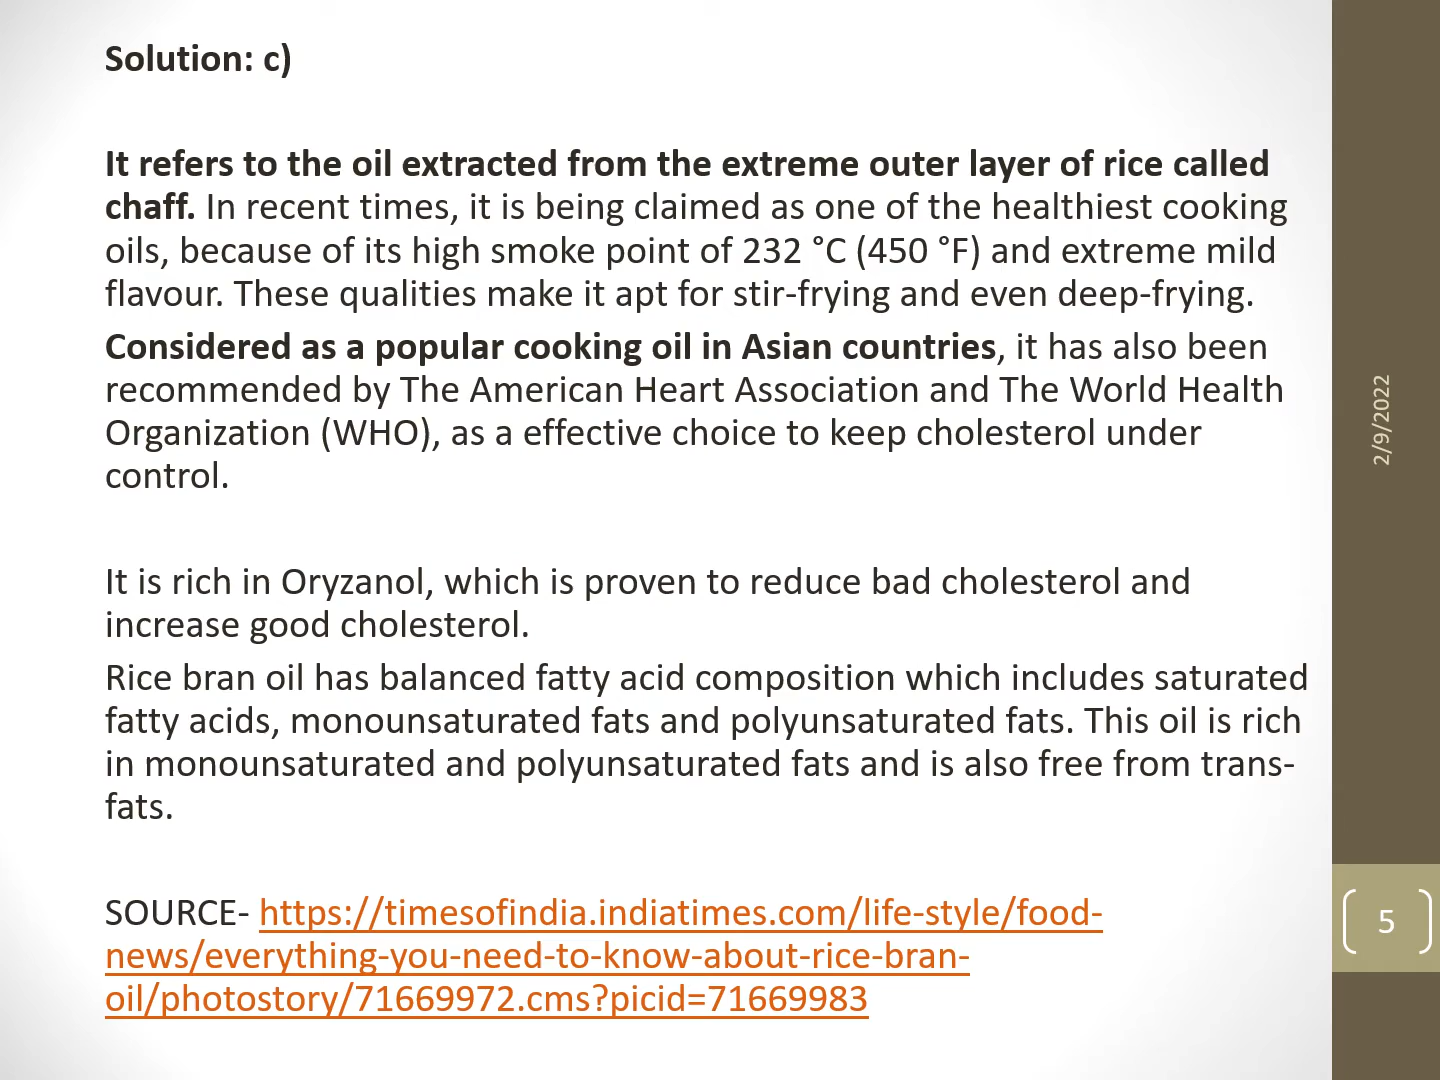 Solution: c)
It refers to the oil extracted from the extreme outer layer of rice called
chaff. In recent times, it is being claimed as one of the healthiest cooking
oils, because of its high smoke point of 232 °C (450 °F) and extreme mild
flavour. These qualities make it apt for stir-frying and even deep-frying.
Considered as a popular cooking oil in Asian countries, it has also been
recommended by The American Heart Association and The World Health
Organization (WHO), as a effective choice to keep cholesterol under
control.
It is rich in Oryzanol, which is proven to reduce bad cholesterol and
increase good cholesterol.
Rice bran oil has balanced fatty acid composition which includes saturated
fatty acids, monounsaturated fats and polyunsaturated fats. This oil is rich
in monounsaturated and polyunsaturated fats and is also free from trans-
fats.
SOURCE- https://timesofindia.indiatimes.com/life-style/food-
news/everything-you-need-to-know-about-rice-bran-
oil/photostory/71669972.cms?picid=71669983
2/9/2022
5